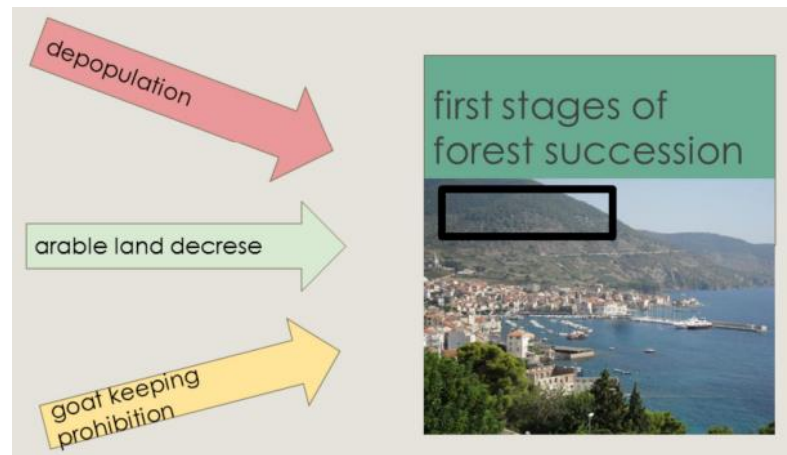 depopulation
first stages of
forest succession
arable land decrese
goat keeping
prohibition